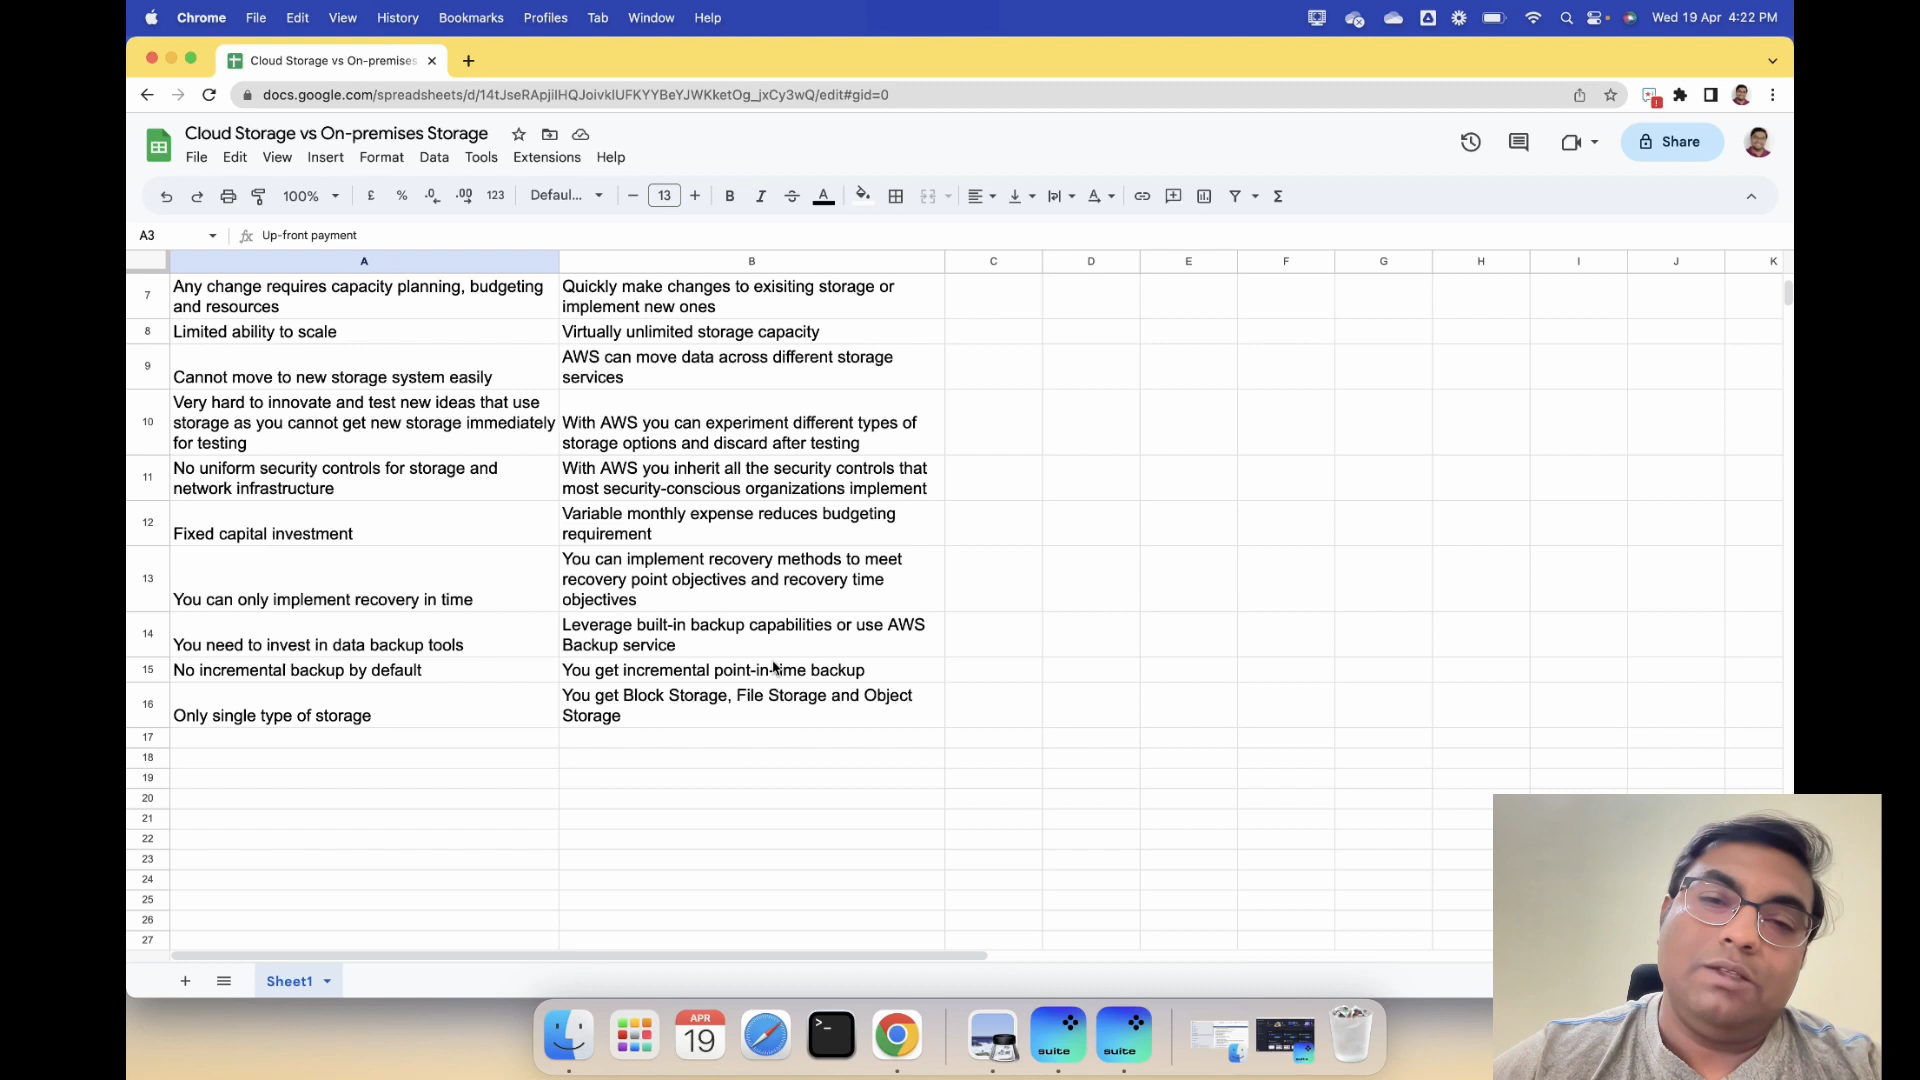 Chrome File Edit View History Bookmarks Profiles Tab Window Help Wed 19 Apr 4:22 PM
Cloud Storage vs On-premises
docs.google.com/spreadsheets/d/14tJseRApjiIHQJoivkIUFKYYBeYJWKketOg_jxCy3wQ/edit#gid=0
Cloud Storage vs On-premises Storage
File Edit View Insert Format Data Tools Extensions Help
Share
100% £ % .0 .00 123 Defaul... 13 B I S A
A3 fx Up-front payment
A B C D E F G H I J K
7 Any change requires capacity planning, budgeting and resources
Quickly make changes to exisiting storage or implement new ones
8 Limited ability to scale
Virtually unlimited storage capacity
9 Cannot move to new storage system easily
AWS can move data across different storage services
10 Very hard to innovate and test new ideas that use storage as you cannot get new storage immediately for testing
With AWS you can experiment different types of storage options and discard after testing
11 No uniform security controls for storage and network infrastructure
With AWS you inherit all the security controls that most security-conscious organizations implement
12 Fixed capital investment
Variable monthly expense reduces budgeting requirement
13 You can only implement recovery in time
You can implement recovery methods to meet recovery point objectives and recovery time objectives
14 You need to invest in data backup tools
Leverage built-in backup capabilities or use AWS Backup service
15 No incremental backup by default
You get incremental point-in-time backup
16 Only single type of storage
You get Block Storage, File Storage and Object Storage
17
18
19
20
21
22
23
24
25
26
27
Sheet1
APR
19
suite
suite